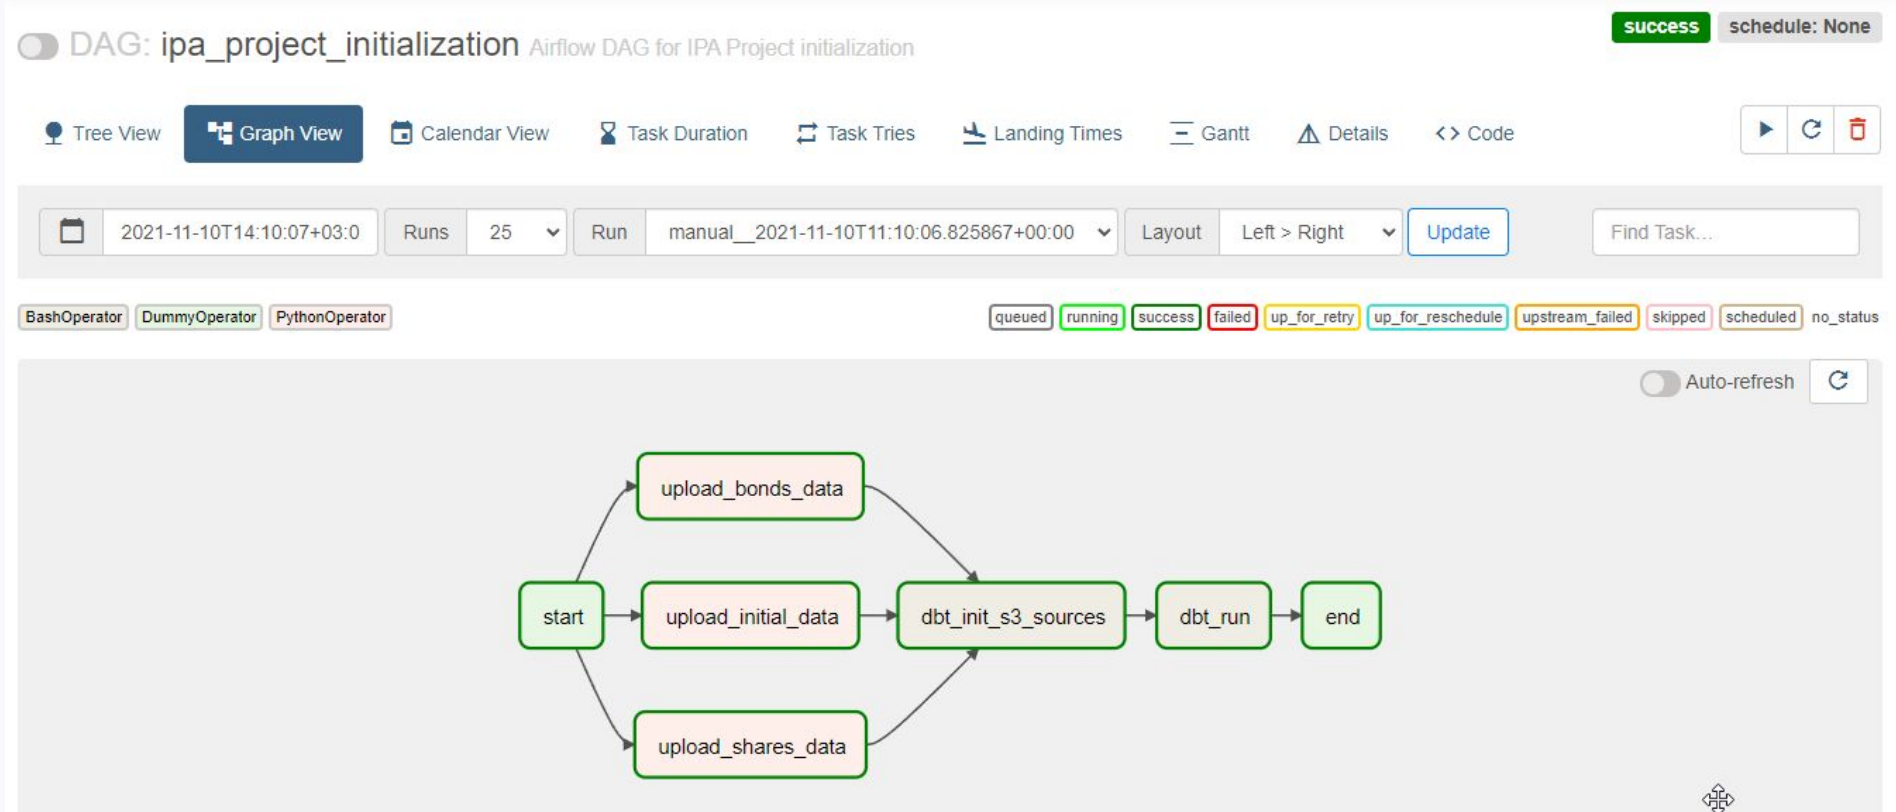 success schedule: None
DAG: ipa_project_initialization Airflow DAG for IPA Project initialization
Tree View Graph View Calendar View Task Duration Task Tries Landing Times Gantt Details <> Code
2021-11-10T14:10:07+03:0 Runs 25 Run manual__2021-11-10T11:10:06.825867+00:00 Layout Left > Right Update Find Task...
BashOperator DummyOperator PythonOperator queued running success failed up_for_retry up_for_reschedule upstream_failed skipped scheduled no_status
Auto-refresh
upload_bonds_data
start upload_initial_data dbt_init_s3_sources dbt_run end
upload_shares_data